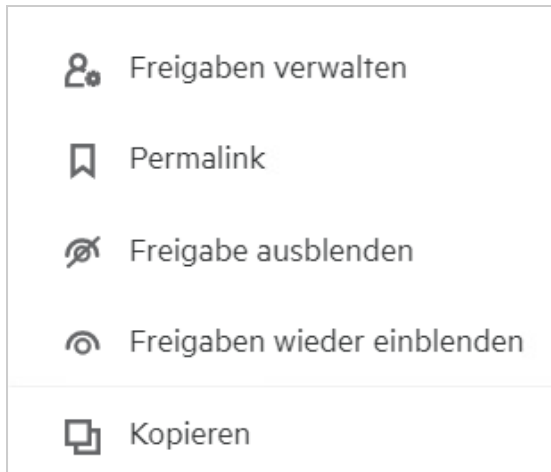 Freigaben verwalten
Permalink
Freigabe ausblenden
Freigaben wieder einblenden
Kopieren